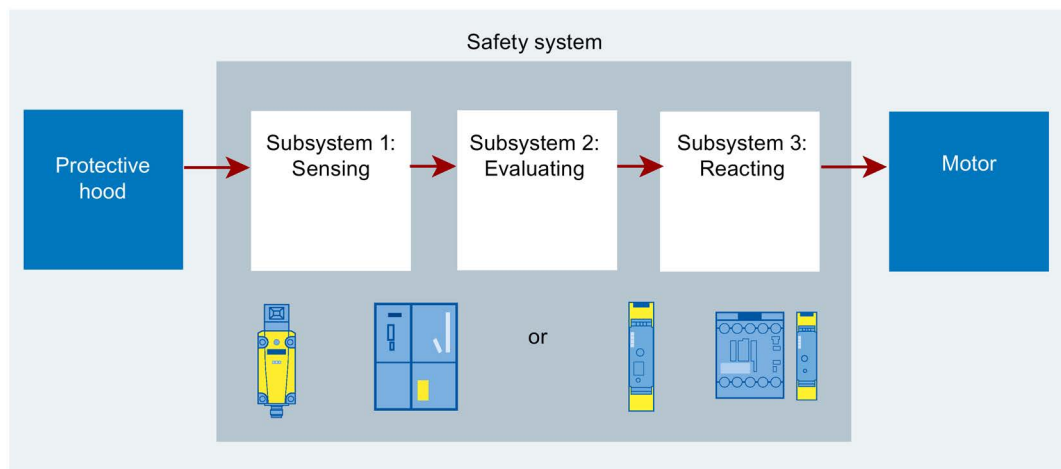 Safety system
Protective
hood
Subsystem 1:
Sensing
Subsystem 2:
Evaluating
Subsystem 3:
Reacting
Motor
or